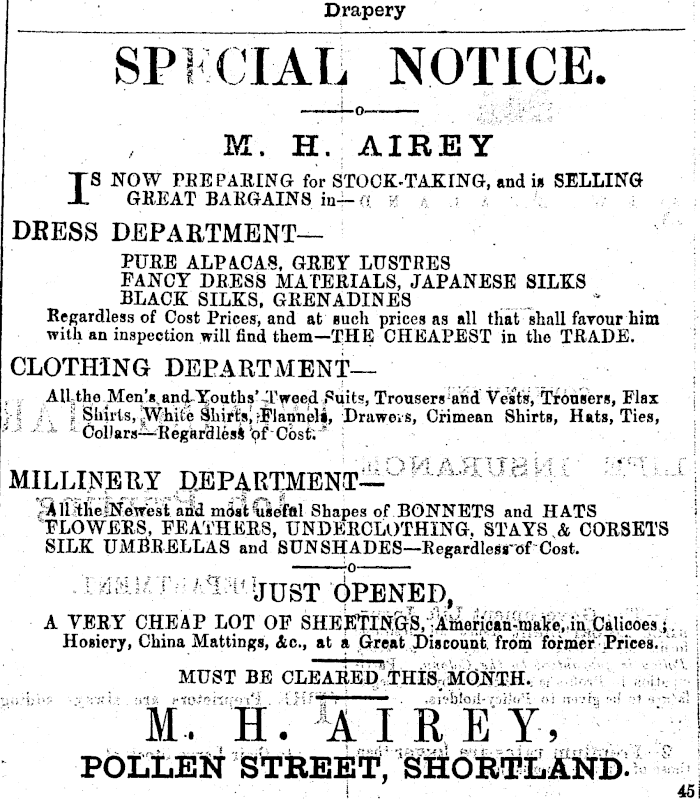 Drapery
SPECIAL NOTICE.
M. H. AIREY
IS NOW PREPARING for STOCK-TAKING, and is SELLING
GREAT BARGAINS in—
DRESS DEPARTMENT—
PURE ALPACAS, GREY LUSTRES
FANCY DRESS MATERIALS, JAPANESE SILKS
BLACK SILKS, GRENADINES
Regardless of Cost Prices, and at such prices as all that shall favour him
with an inspection will find them—THE CHEAPEST in the TRADE.
CLOTHING DEPARTMENT—
All the Men's and Youths' Tweed Suits, Trousers and Vests, Trousers, Flax
Shirts, White Shirts, Flannels, Drawers, Crimean Shirts, Hats, Ties,
Collars—Regardless of Cost.
MILLINERY DEPARTMENT—
All the Newest and most useful Shapes of BONNETS and HATS
FLOWERS, FEATHERS, UNDERCLOTHING, STAYS & CORSETS
SILK UMBRELLAS and SUNSHADES—Regardless of Cost.
JUST OPENED,
A VERY CHEAP LOT OF SHEETINGS, American-make, in Calicoes;
Hosiery, China Mattings, &c., at a Great Discount from former Prices.
MUST BE CLEARED THIS MONTH.
M. H. AIREY,
POLLEN STREET, SHORTLAND.
45